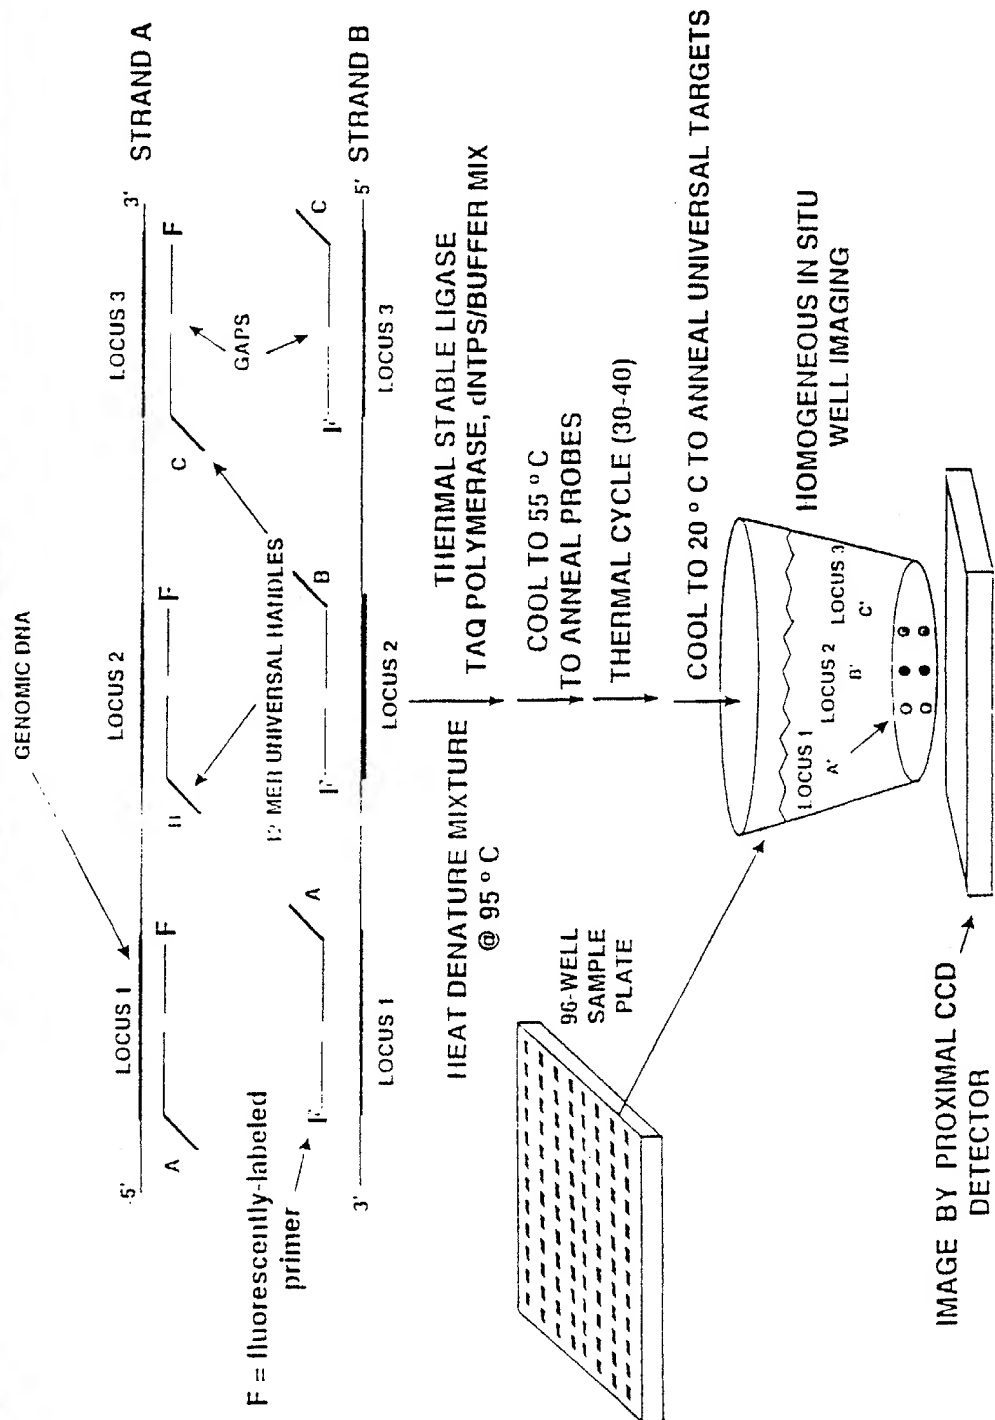 GENOMIC DNA
LOCUS 1
LOCUS 2
LOCUS 3
5'
3'
STRAND A
A
F
B
F
C
F
GAPS
12 MER UNIVERSAL HANDLES
F = fluorescently-labeled
primer
F
A
F
B
F
C
3'
5'
STRAND B
LOCUS 1
LOCUS 2
LOCUS 3
HEAT DENATURE MIXTURE
@ 95 °C
THERMAL STABLE LIGASE
TAQ POLYMERASE, dNTPS/BUFFER MIX
COOL TO 55 °C
TO ANNEAL PROBES
THERMAL CYCLE (30-40)
COOL TO 20 °C TO ANNEAL UNIVERSAL TARGETS
96-WELL
SAMPLE
PLATE
LOCUS 1
A'
LOCUS 2
B'
LOCUS 3
C'
HOMOGENEOUS IN SITU
WELL IMAGING
IMAGE BY PROXIMAL CCD
DETECTOR